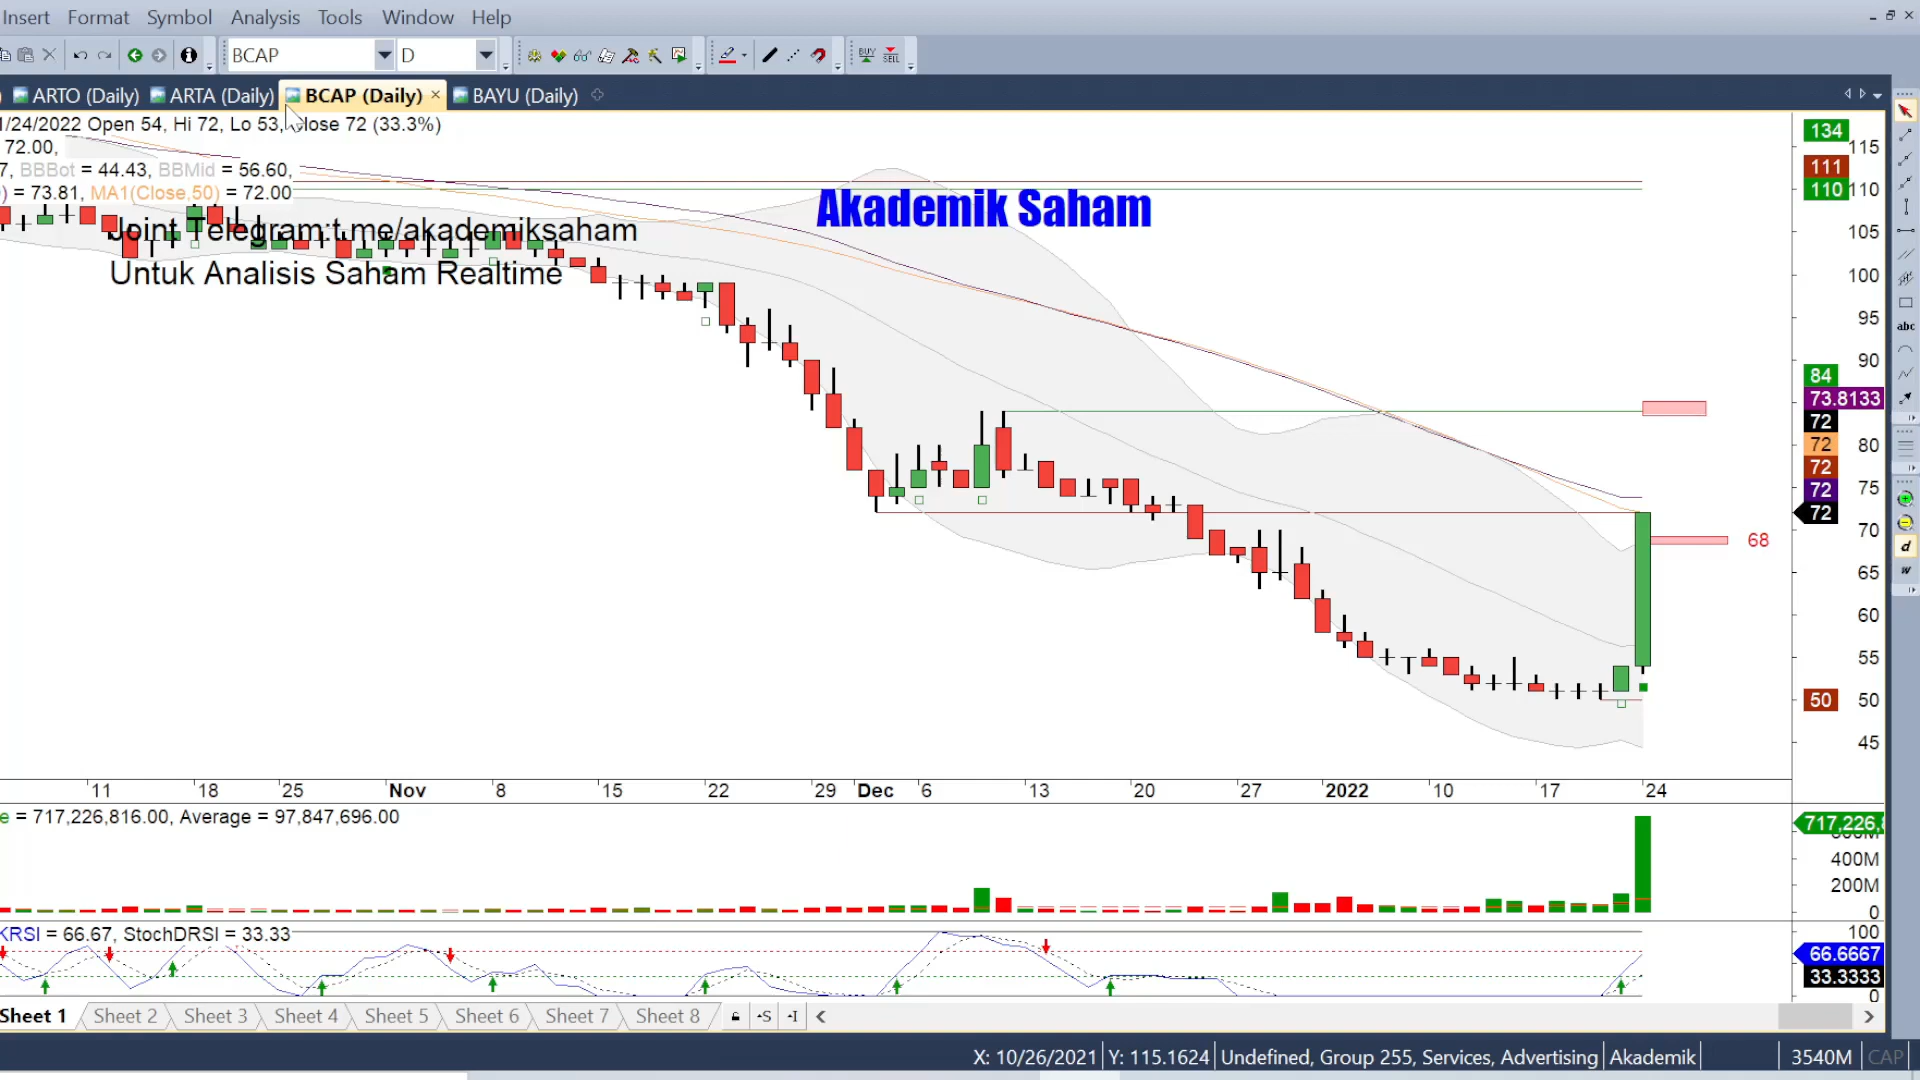 Insert Format Symbol Analysis Tools Window Help
BCAP D BUY SELL
ARTO (Daily) ARTA (Daily) BCAP (Daily) × BAYU (Daily)
1/24/2022 Open 54, Hi 72, Lo 53, Close 72 (33.3%)
72.00,
7, BBBot = 44.43, BBMid = 56.60,
) = 73.81, MA1(Close,50) = 72.00
Akademik Saham
Joint Telegram:t.me/akademiksaham
Untuk Analisis Saham Realtime
134
115
111
110 110
105
100
95
90
84
73.8133
72
72 80
72
72 75
72
70
68
65
60
55
50 50
45
abc
d
w
11 18 25 Nov 8 15 22 29 Dec 6 13 20 27 2022 10 17 24
e = 717,226,816.00, Average = 97,847,696.00
717,226,8
400M
200M
0
KRSI = 66.67, StochDRSI = 33.33
100
66.6667
33.3333
0
Sheet 1 Sheet 2 Sheet 3 Sheet 4 Sheet 5 Sheet 6 Sheet 7 Sheet 8 S I
X: 10/26/2021 Y: 115.1624 Undefined, Group 255, Services, Advertising Akademik 3540M CAP